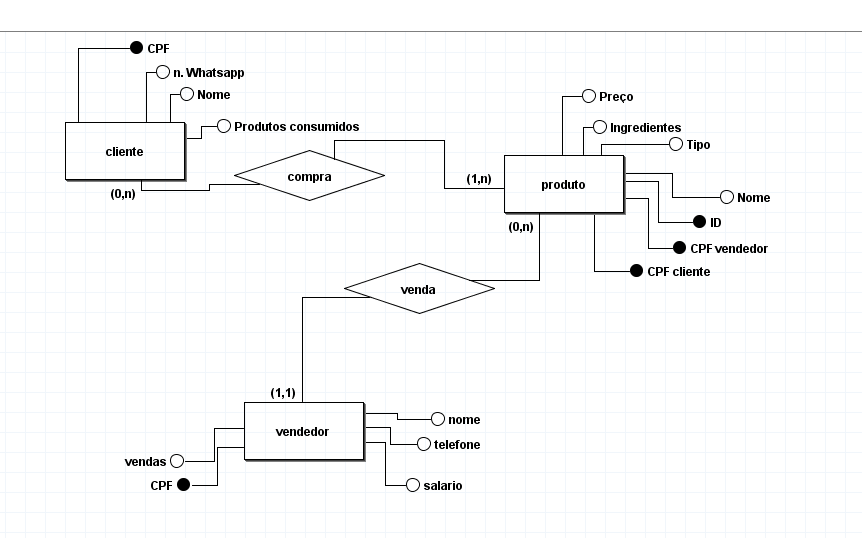 CPF
n. Whatsapp
Nome
Produtos consumidos
cliente
(0,n)
compra
Preço
Ingredientes
Tipo
(1,n)
produto
Nome
ID
CPF vendedor
CPF cliente
(0,n)
venda
(1,1)
vendedor
nome
telefone
salario
vendas
CPF